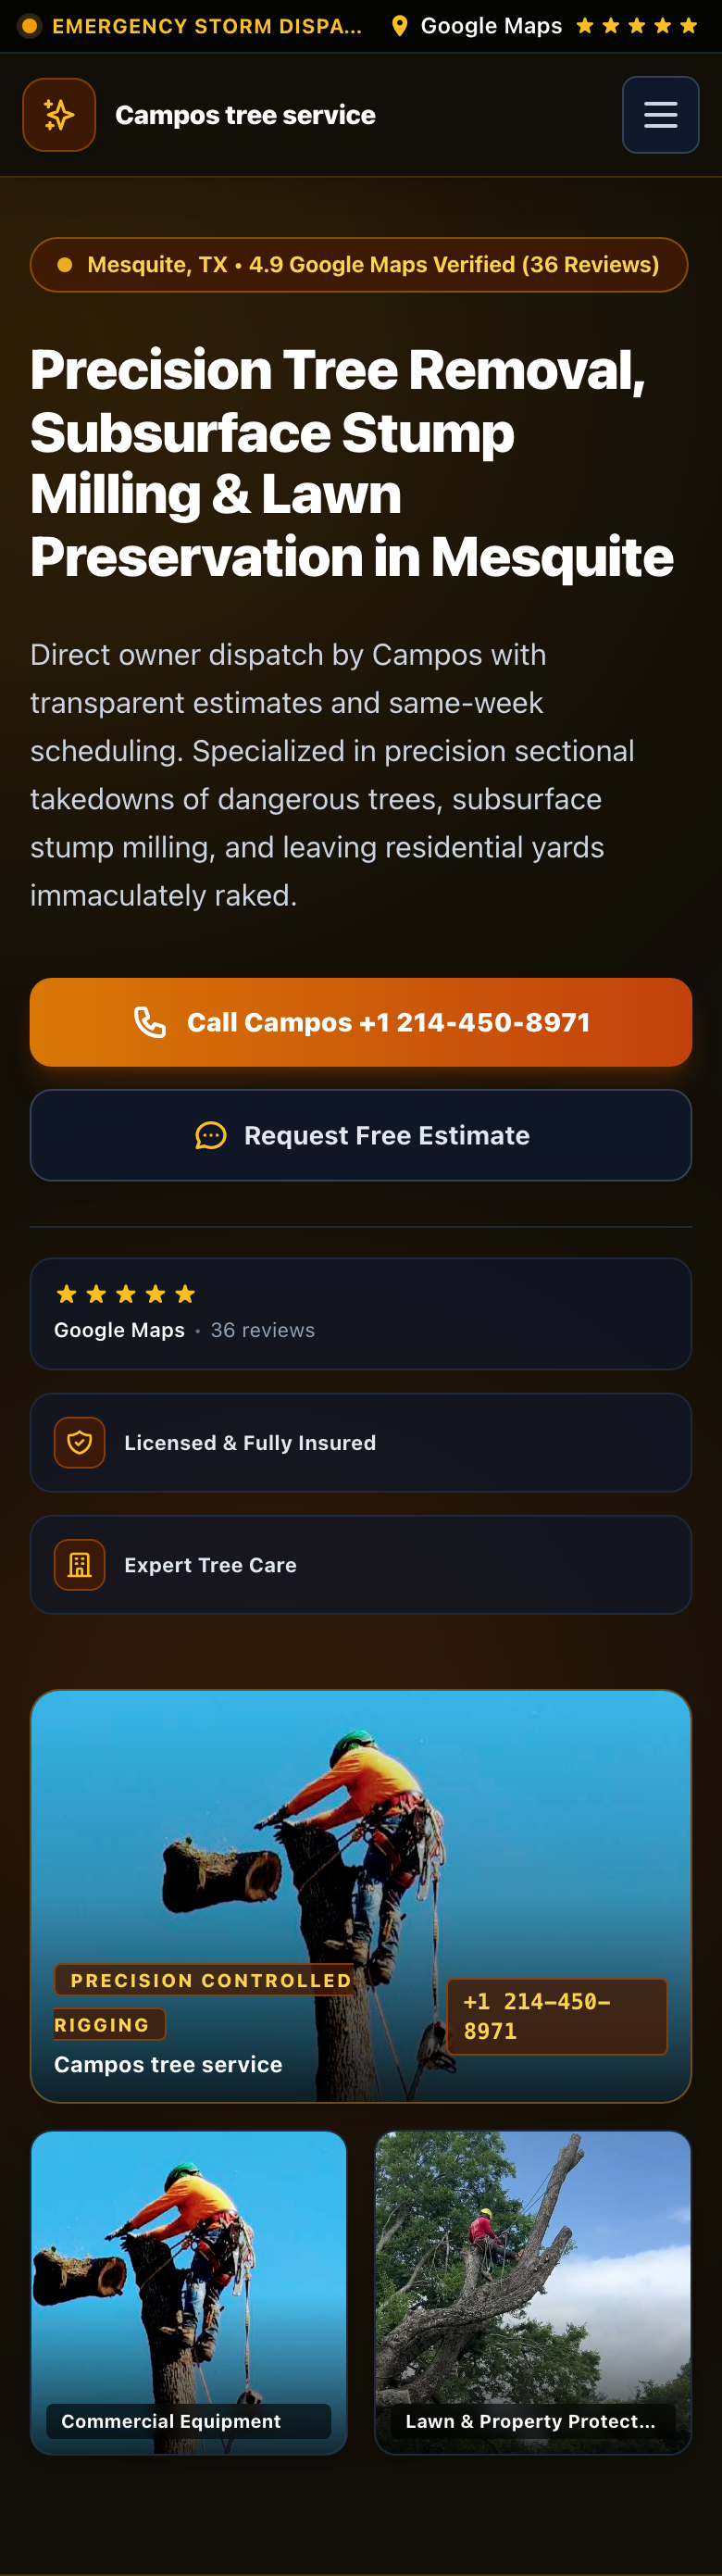 EMERGENCY STORM DISPA...
Google Maps
Campos tree service
Mesquite, TX • 4.9 Google Maps Verified (36 Reviews)
Precision Tree Removal,
Subsurface Stump
Milling & Lawn
Preservation in Mesquite
Direct owner dispatch by Campos with
transparent estimates and same-week
scheduling. Specialized in precision sectional
takedowns of dangerous trees, subsurface
stump milling, and leaving residential yards
immaculately raked.
Call Campos +1 214-450-8971
Request Free Estimate
Google Maps • 36 reviews
Licensed & Fully Insured
Expert Tree Care
PRECISION CONTROLLED
RIGGING
Campos tree service
+1 214-450-
8971
Commercial Equipment
Lawn & Property Protect...